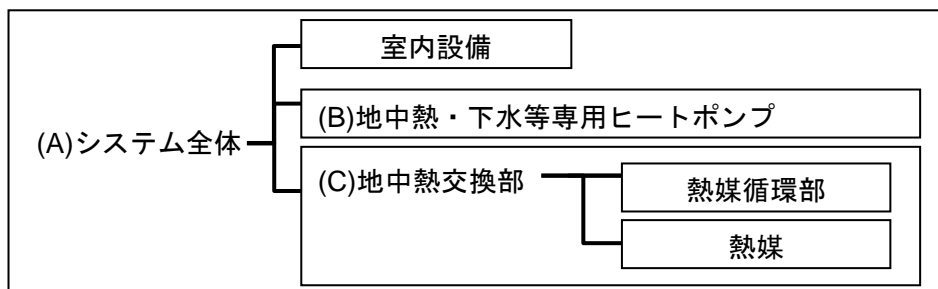 室内設備
(B)地中熱・下水等専用ヒートポンプ
(A)システム全体
(C)地中熱交換部
熱媒循環部
熱媒